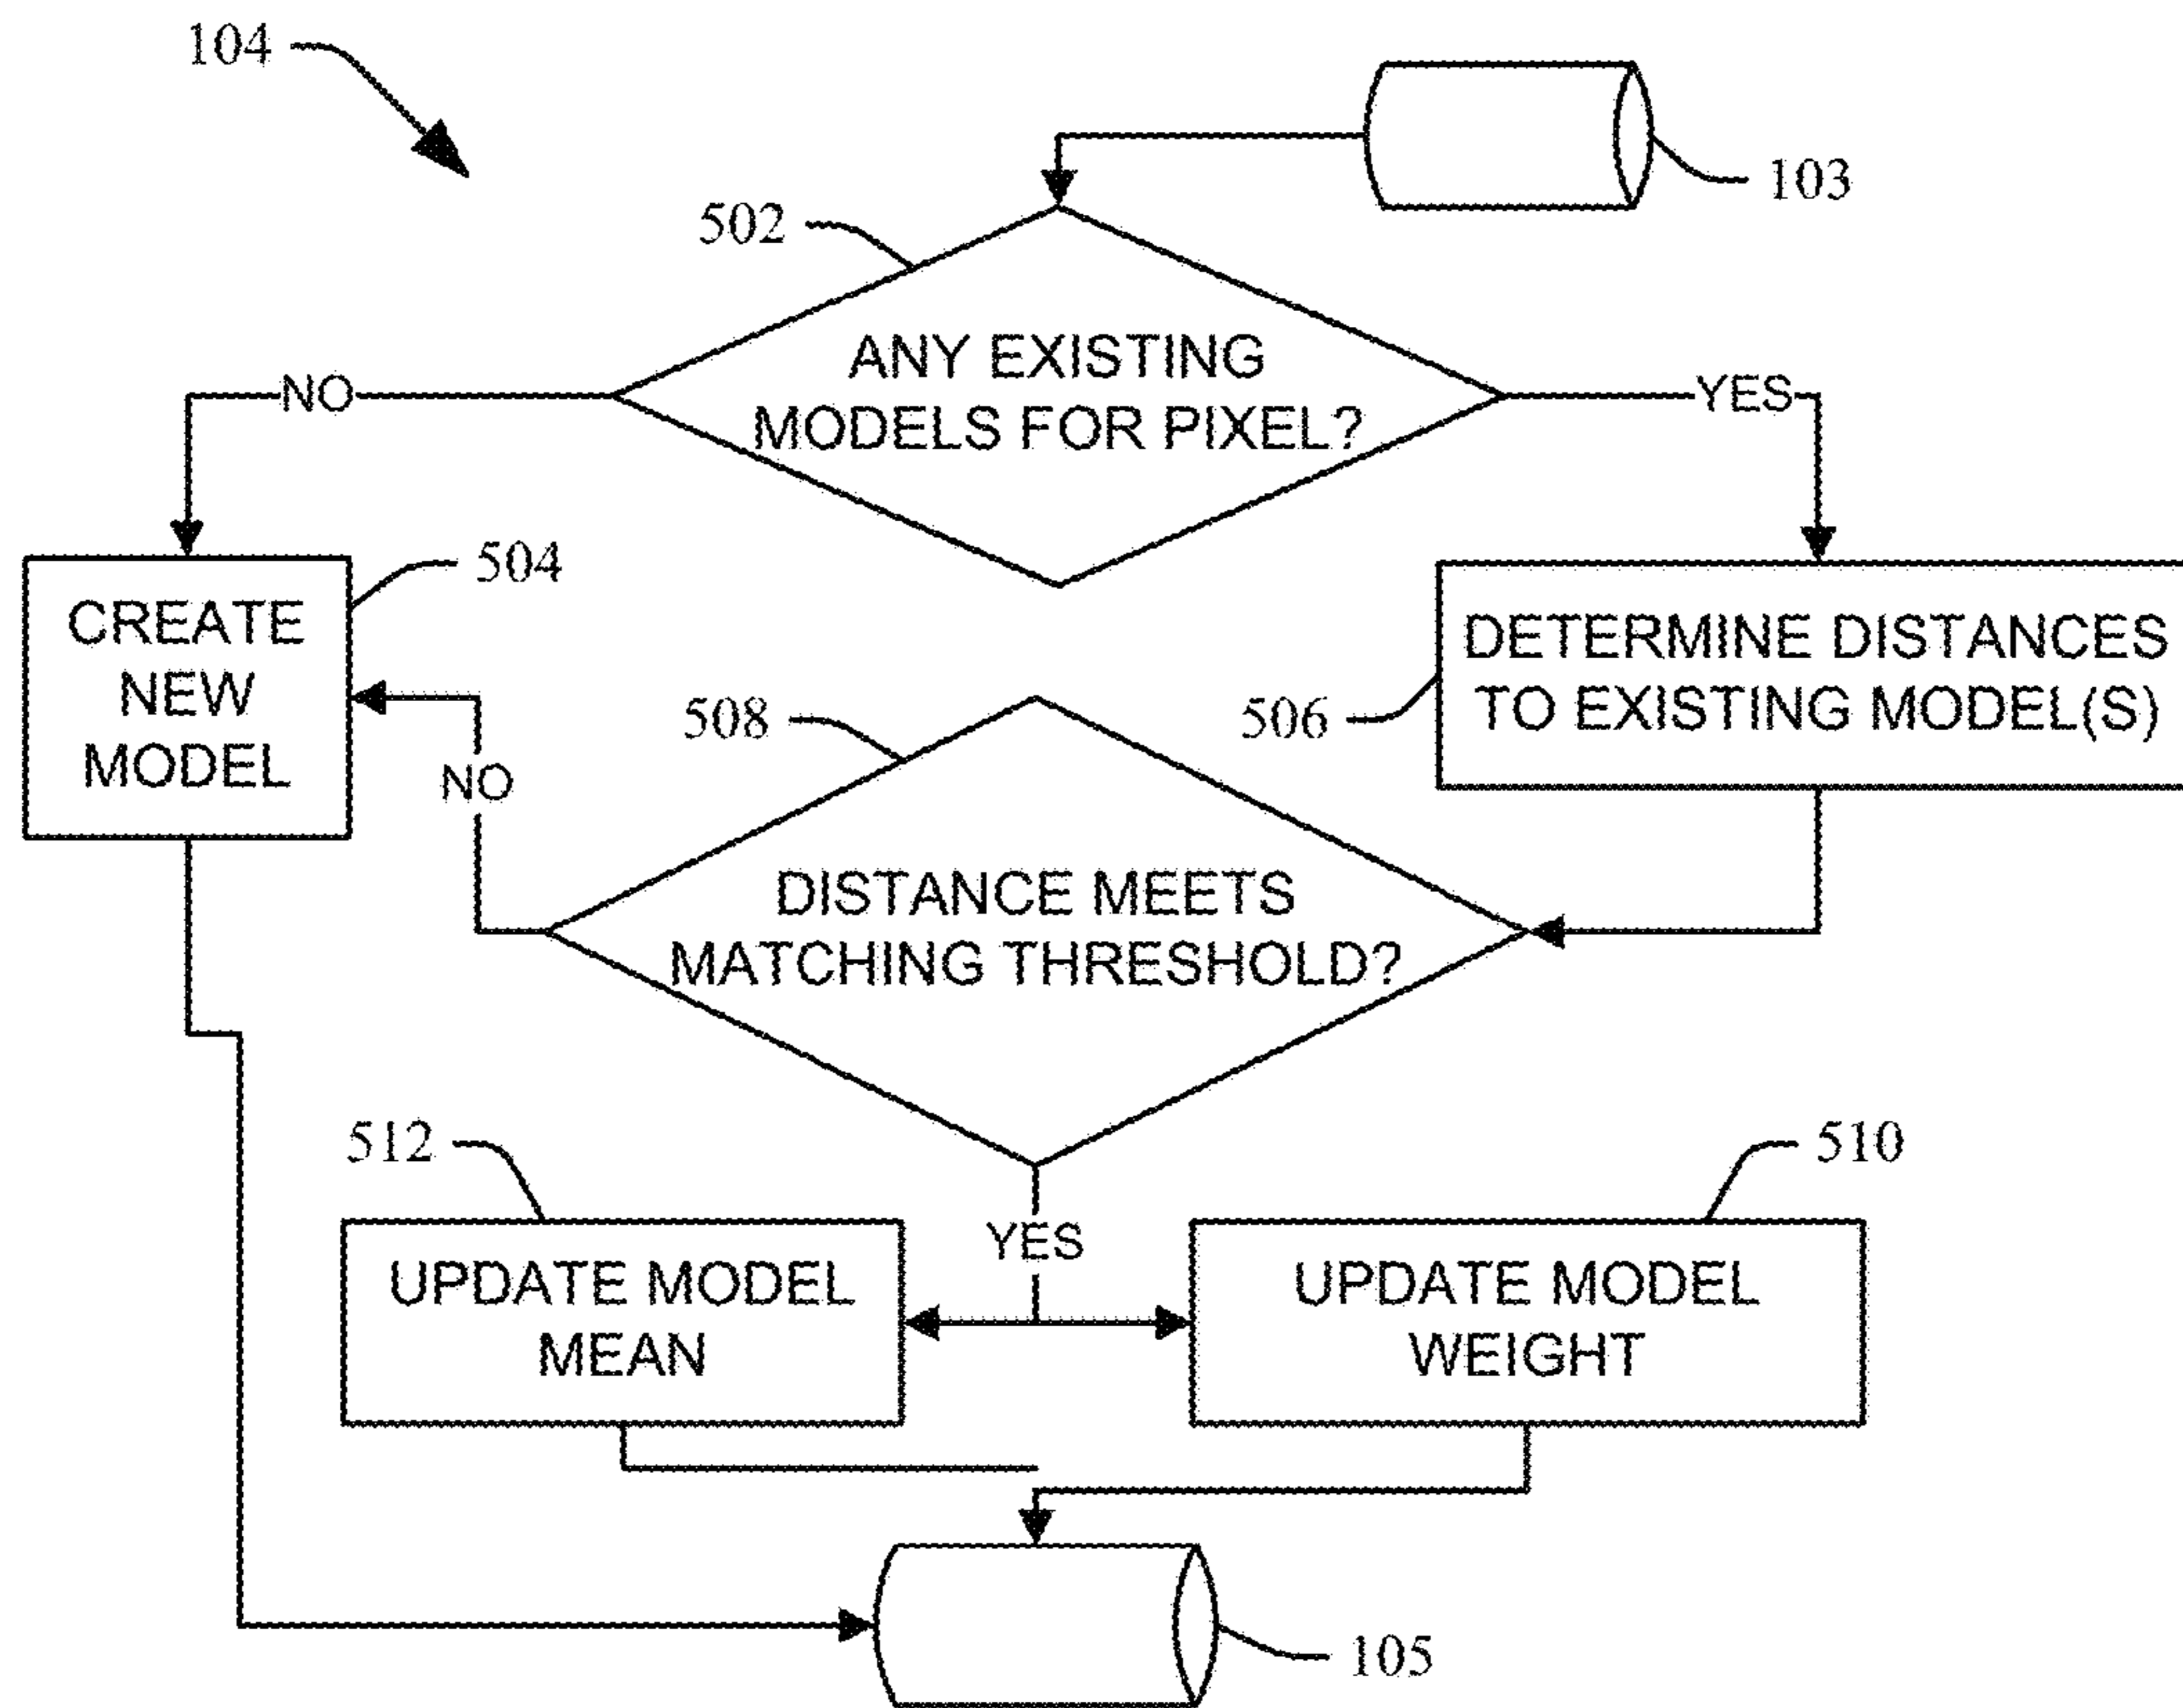 104
103
502
ANY EXISTING
MODELS FOR PIXEL?
NO
YES
504
CREATE
NEW
MODEL
506
DETERMINE DISTANCES
TO EXISTING MODEL(S)
508
NO
DISTANCE MEETS
MATCHING THRESHOLD?
YES
512
UPDATE MODEL
MEAN
510
UPDATE MODEL
WEIGHT
105